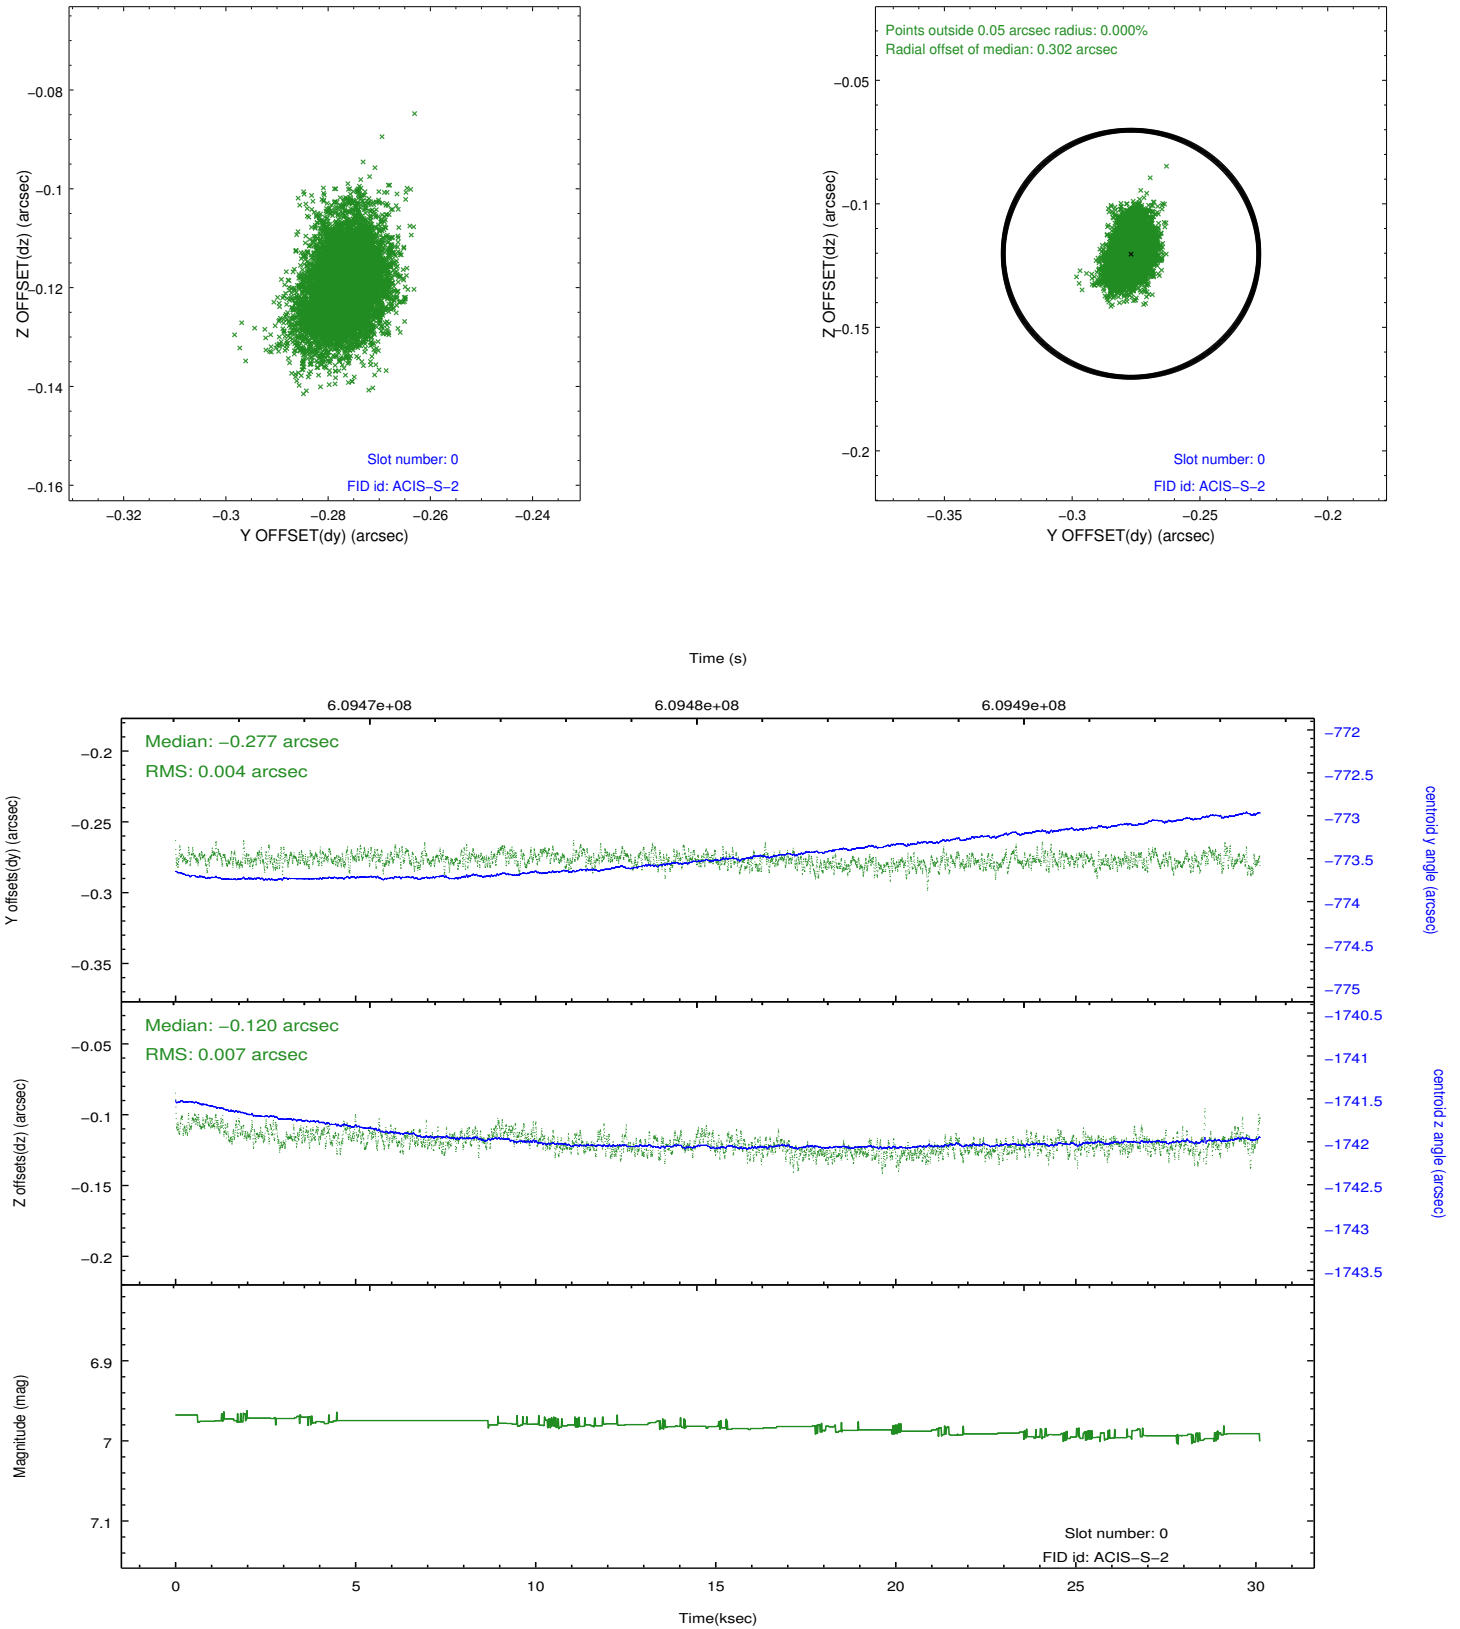 −0.08
−0.1
−0.12
−0.14
−0.16
Z OFFSET(dz) (arcsec)
Slot number: 0
FID id: ACIS−S−2
−0.32
−0.3
−0.28
−0.26
−0.24
Y OFFSET(dy) (arcsec)
Points outside 0.05 arcsec radius: 0.000%
Radial offset of median: 0.302 arcsec
−0.05
−0.1
−0.15
−0.2
Z OFFSET(dz) (arcsec)
Slot number: 0
FID id: ACIS−S−2
−0.35
−0.3
−0.25
−0.2
Y OFFSET(dy) (arcsec)
Time (s)
6.0947e+08
6.0948e+08
6.0949e+08
Median: −0.277 arcsec
RMS: 0.004 arcsec
−0.2
−0.25
−0.3
−0.35
Y offsets(dy) (arcsec)
−772
−772.5
−773
−773.5
−774
−774.5
−775
centroid y angle (arcsec)
Median: −0.120 arcsec
RMS: 0.007 arcsec
−0.05
−0.1
−0.15
−0.2
Z offsets(dz) (arcsec)
−1740.5
−1741
−1741.5
−1742
−1742.5
−1743
−1743.5
centroid z angle (arcsec)
6.9
7
7.1
Magnitude (mag)
Slot number: 0
FID id: ACIS−S−2
0
5
10
15
20
25
30
Time(ksec)